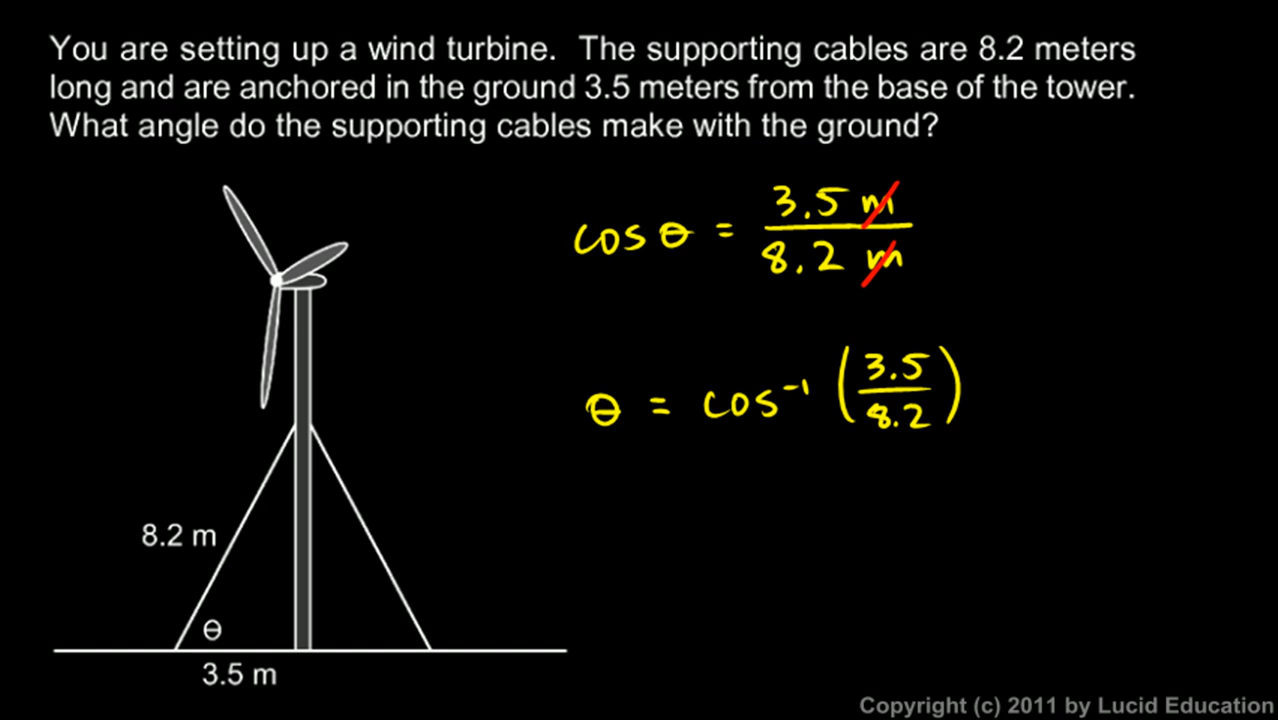 You are setting up a wind turbine.  The supporting cables are 8.2 meters
long and are anchored in the ground 3.5 meters from the base of the tower.
What angle do the supporting cables make with the ground?
cos θ = 3.5 m / 8.2 m
θ = cos⁻¹ (3.5 / 8.2)
8.2 m
θ
3.5 m
Copyright (c) 2011 by Lucid Education